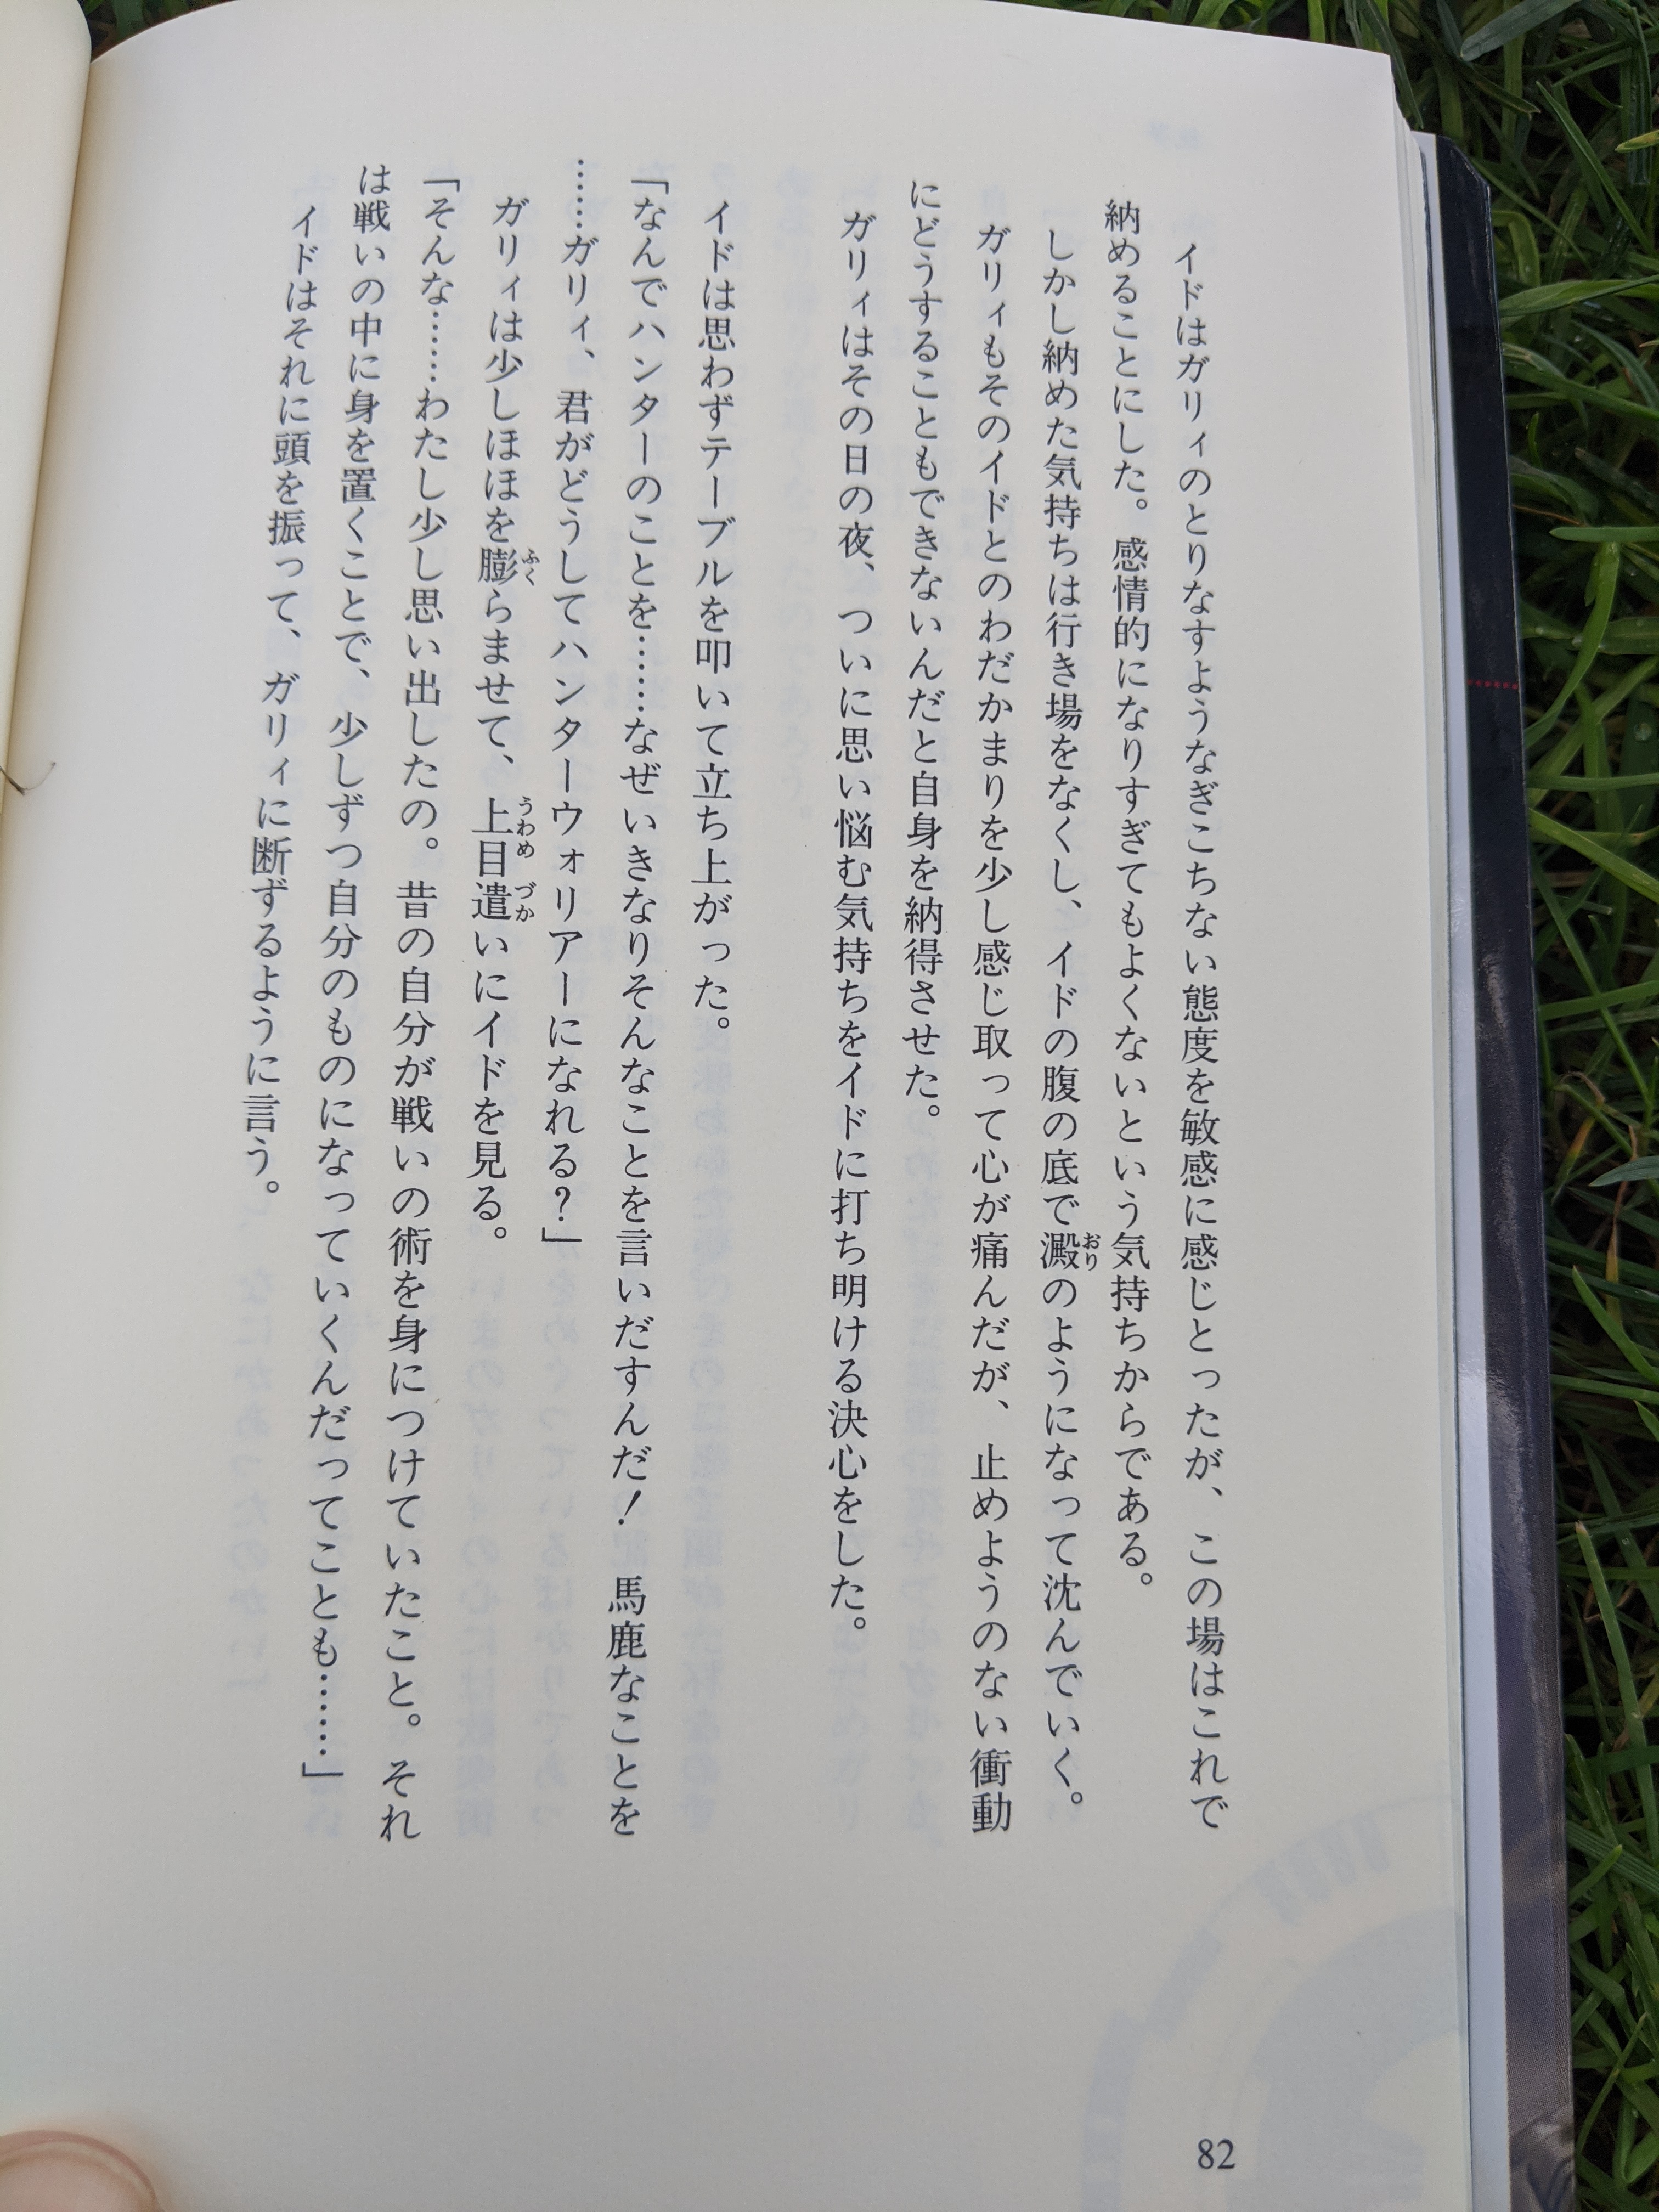 イドはガリィのとりなすようなぎこちない態度を敏感に感じとったが、この場はこれで
納めることにした。感情的になりすぎてもよくないという気持ちからである。
　しかし納めた気持ちは行き場をなくし、イドの腹の底で澱のようになって沈んでいく。
　ガリィもそのイドとのわだかまりを少し感じ取って心が痛んだが、止めようのない衝動
にどうすることもできないんだと自身を納得させた。
　ガリィはその日の夜、ついに思い悩む気持ちをイドに打ち明ける決心をした。
　イドは思わずテーブルを叩いて立ち上がった。
「なんでハンターのことを……なぜいきなりそんなことを言いだすんだ！　馬鹿なことを
……ガリィ、君がどうしてハンターウォリアーになれる？」
　ガリィは少しほほを膨らませて、上目遣いにイドを見る。
「そんな……わたし少し思い出したの。昔の自分が戦いの術を身につけていたこと。それ
は戦いの中に身を置くことで、少しずつ自分のものになっていくんだってことも……」
　イドはそれに頭を振って、ガリィに断ずるように言う。
82